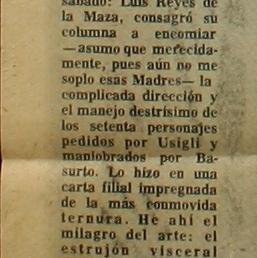 sábado: Luis Reyes de
la Maza, consagró su
columna a encomiar
—asumo que merecida-
mente, pues aún no me
soplo esas Madres— la
complicada dirección y
el manejo destrísimo de
los setenta personajes
pedidos por Usigli y
maniobrados por Ba-
surto. Lo hizo en una
carta filial impregnada
de la más conmovida
ternura. He ahí el
milagro del arte: el
estrujón visceral